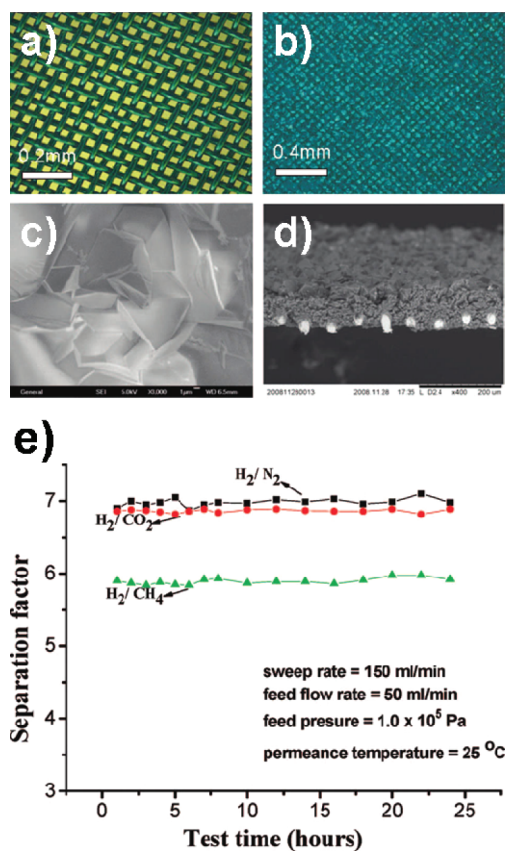 a)
0.2mm
b)
0.4mm
c)
General SEI 5.0kV X3,000 1μm WD 6.5mm
d)
200811280013 2008.11.28 17:35 L D2.4 x400 200 um
e)
Separation factor
7
6
5
4
3
H₂/ N₂
H₂/ CO₂
H₂/ CH₄
sweep rate = 150 ml/min
feed flow rate = 50 ml/min
feed presure = 1.0 x 10⁵ Pa
permeance temperature = 25 ⁰C
0 5 10 15 20 25
Test time (hours)